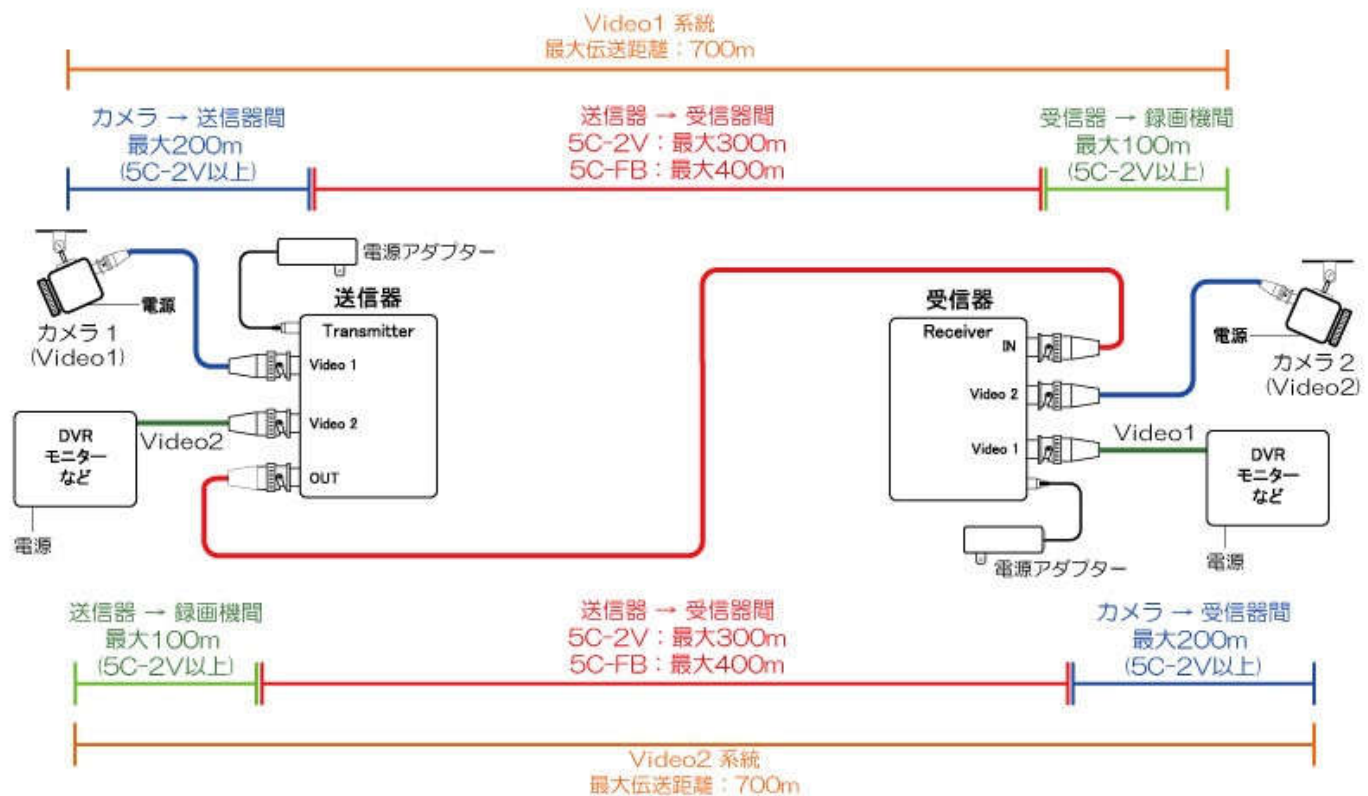 Video1 系統
最大伝送距離：700m
カメラ → 送信器間
最大200m
(5C-2V以上)
送信器 → 受信器間
5C-2V：最大300m
5C-FB：最大400m
受信器 → 録画機間
最大100m
(5C-2V以上)
電源アダプター
電源
カメラ1
(Video1)
送信器
Transmitter
Video 1
Video 2
OUT
DVR
モニター
など
Video2
電源
受信器
Receiver
IN
Video 2
Video 1
電源
カメラ2
(Video2)
Video1
DVR
モニター
など
電源
電源アダプター
送信器 → 録画機間
最大100m
(5C-2V以上)
送信器 → 受信器間
5C-2V：最大300m
5C-FB：最大400m
カメラ → 受信器間
最大200m
(5C-2V以上)
Video2 系統
最大伝送距離：700m